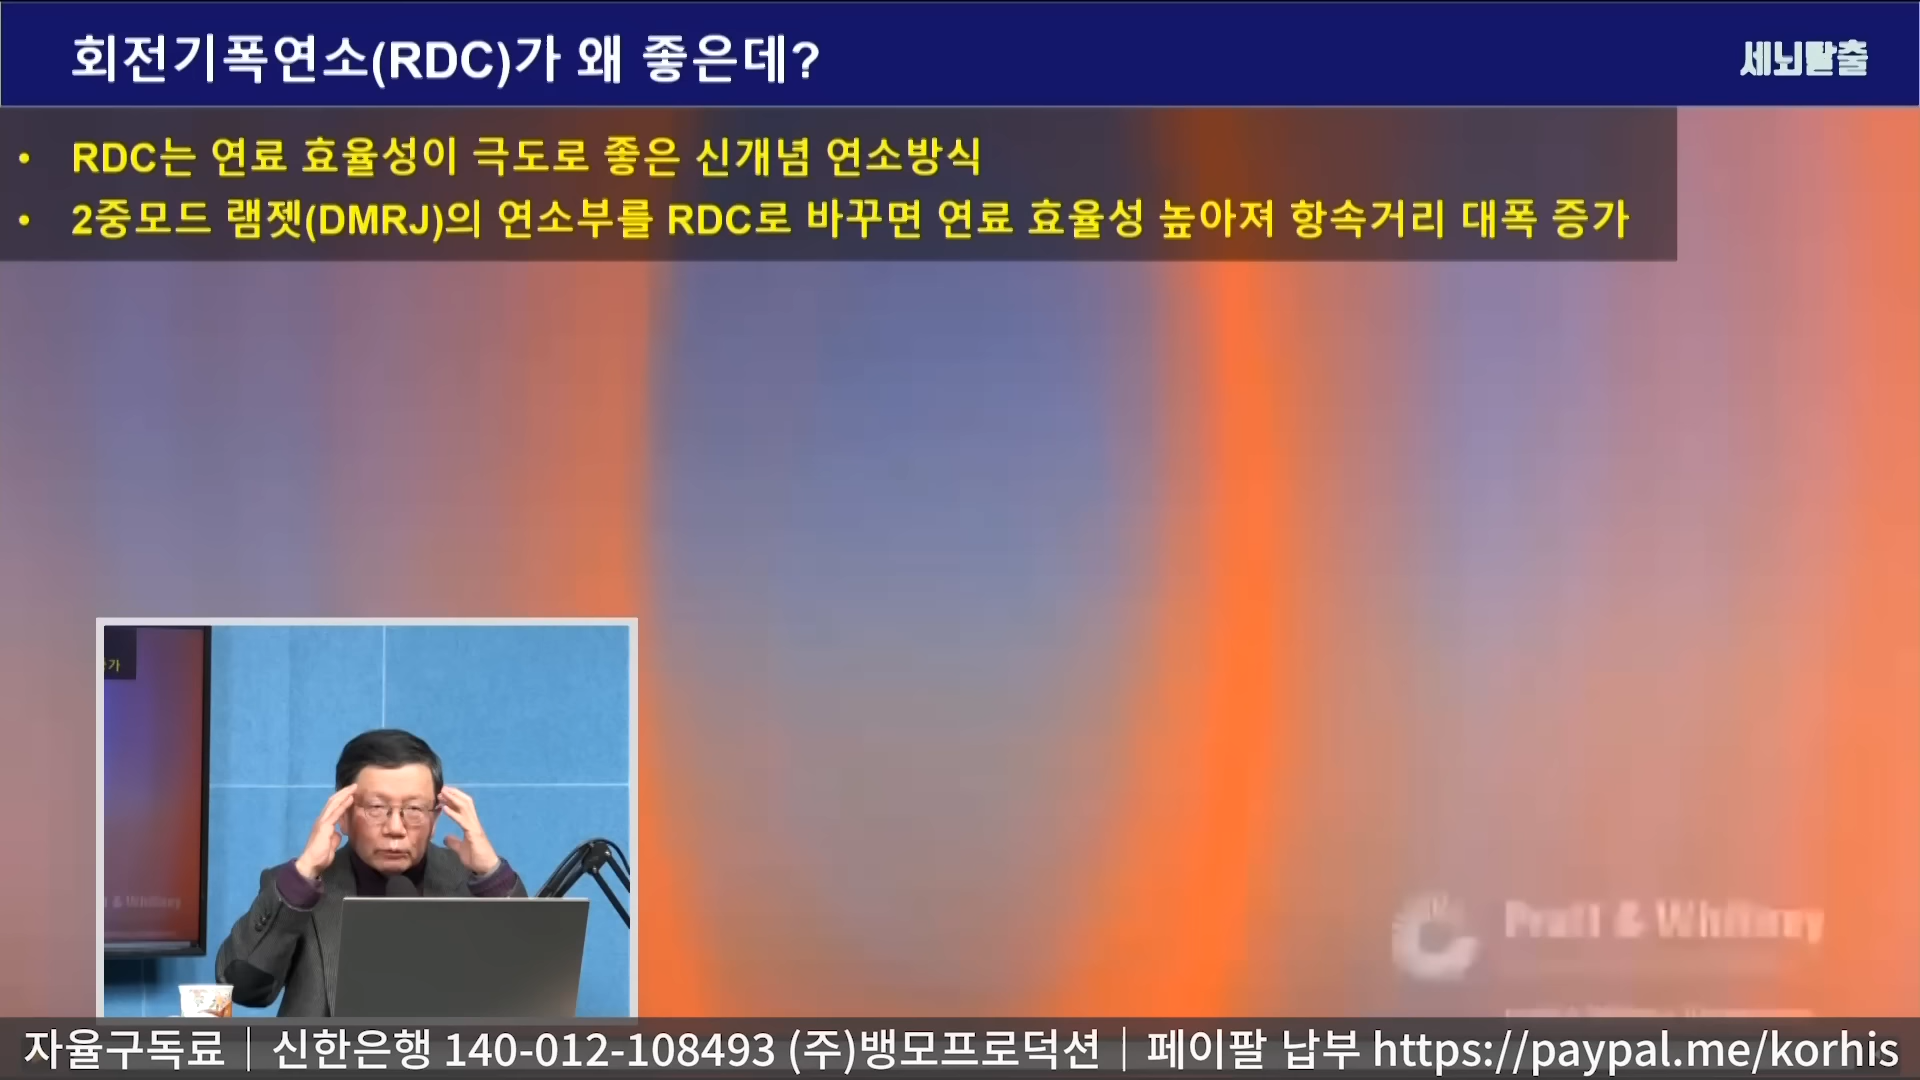 회전기폭연소(RDC)가 왜 좋은데?
세뇌탈출
• RDC는 연료 효율성이 극도로 좋은 신개념 연소방식
• 2중모드 램젯(DMRJ)의 연소부를 RDC로 바꾸면 연료 효율성 높아져 항속거리 대폭 증가
가
& Whitney
Pratt & Whitney
자율구독료│신한은행 140-012-108493 (주)뱅모프로덕션│페이팔 납부 https://paypal.me/korhis